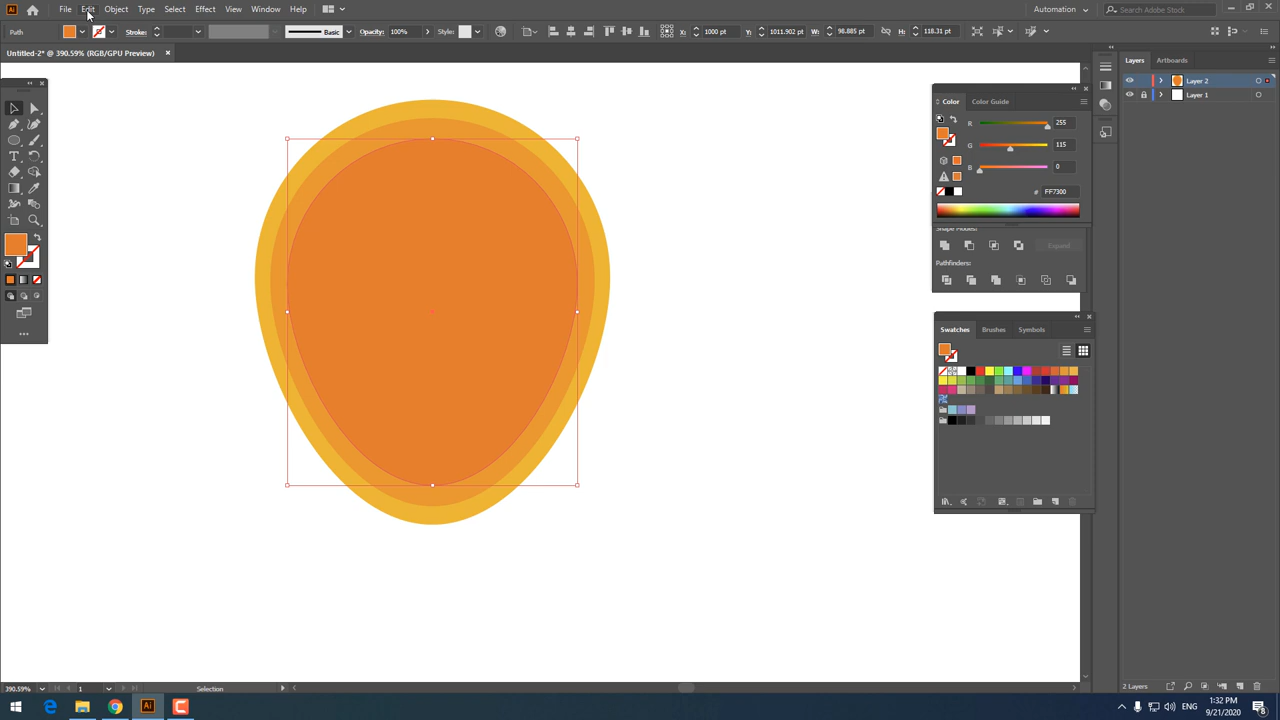 Ai File Edit Object Type Select Effect View Window Help Automation Search Adobe Stock
Path Stroke: Basic Opacity: 100% Style: X: 1000 pt Y: 1011.902 pt W: 98.885 pt H: 118.31 pt
Untitled-2* @ 390.59% (RGB/GPU Preview)
Layers Artboards
Layer 2
Layer 1
Color Color Guide
R 255
G 115
B 0
# FF7300
Shape Modes:
Expand
Pathfinders:
Swatches Brushes Symbols
T
390.59% 1 Selection 2 Layers
Ai 1:32 PM
9/21/2020